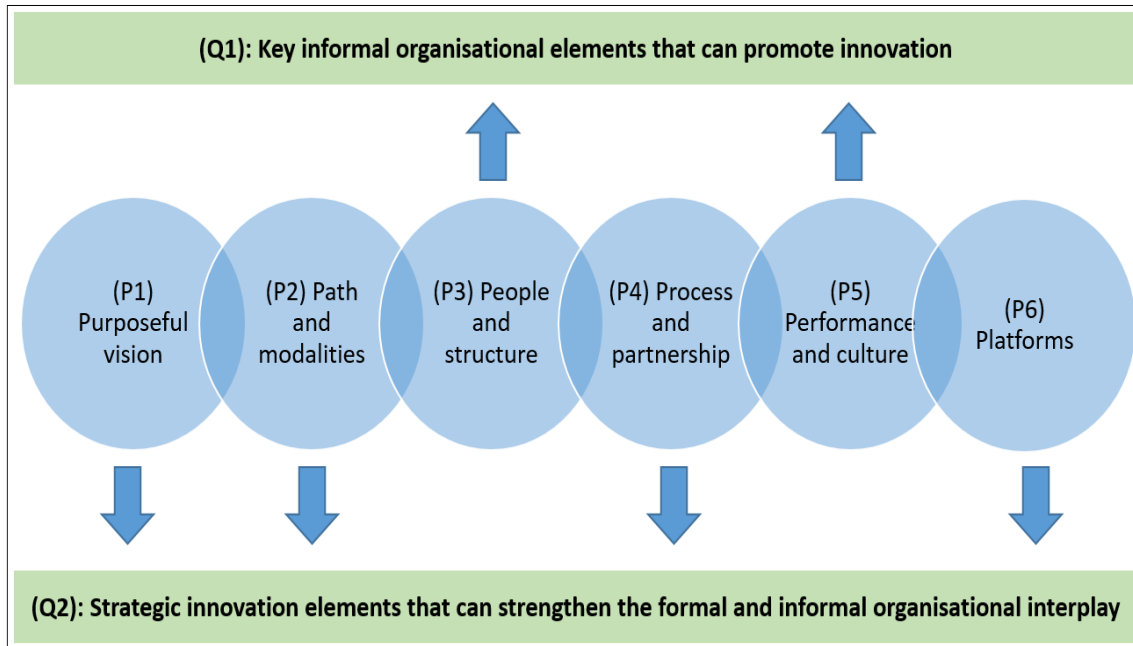 (Q1): Key informal organisational elements that can promote innovation
(P1)
Purposeful
vision
(P2) Path
and
modalities
(P3) People
and
structure
(P4) Process
and
partnership
(P5)
Performance
and culture
(P6)
Platforms
(Q2): Strategic innovation elements that can strengthen the formal and informal organisational interplay